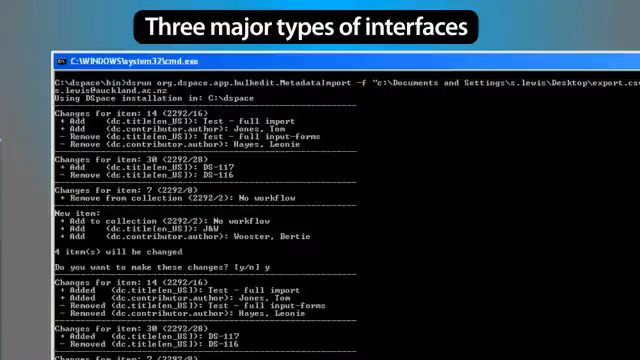 Three major types of interfaces
C:\WINDOWS\system32\cmd.exe
C:\dspace\bin>dsrun org.dspace.app.bulkedit.MetadataImport -f "c:\Documents and Settings\s.lewis\Desktop\export.cs
s.lewis@auckland.ac.nz
Using DSpace installation in: C:\dspace
Changes for item: 14 (2292/16)
+ Add (dc.title[en_US]): Test - full import
+ Add (dc.contributor.author): Jones, Tom
- Remove (dc.title[en_US]): Test - full input-forms
- Remove (dc.contributor.author): Hayes, Leonie
Changes for item: 30 (2292/28)
+ Add (dc.title[en_US]): DS-117
- Remove (dc.title[en_US]): DS-116
Changes for item: 7 (2292/8)
- Remove from collection (2292/2): No workflow
New item:
+ Add to collection (2292/2): No workflow
+ Add (dc.title[en_US]): J&W
+ Add (dc.contributor.author): Wooster, Bertie
4 item(s) will be changed
Do you want to make these changes? [y/n] y
Changes for item: 14 (2292/16)
+ Added (dc.title[en_US]): Test - full import
+ Added (dc.contributor.author): Jones, Tom
- Removed (dc.title[en_US]): Test - full input-forms
- Removed (dc.contributor.author): Hayes, Leonie
Changes for item: 30 (2292/28)
+ Added (dc.title[en_US]): DS-117
- Removed (dc.title[en_US]): DS-116
Changes for item: 7 (2292/8)